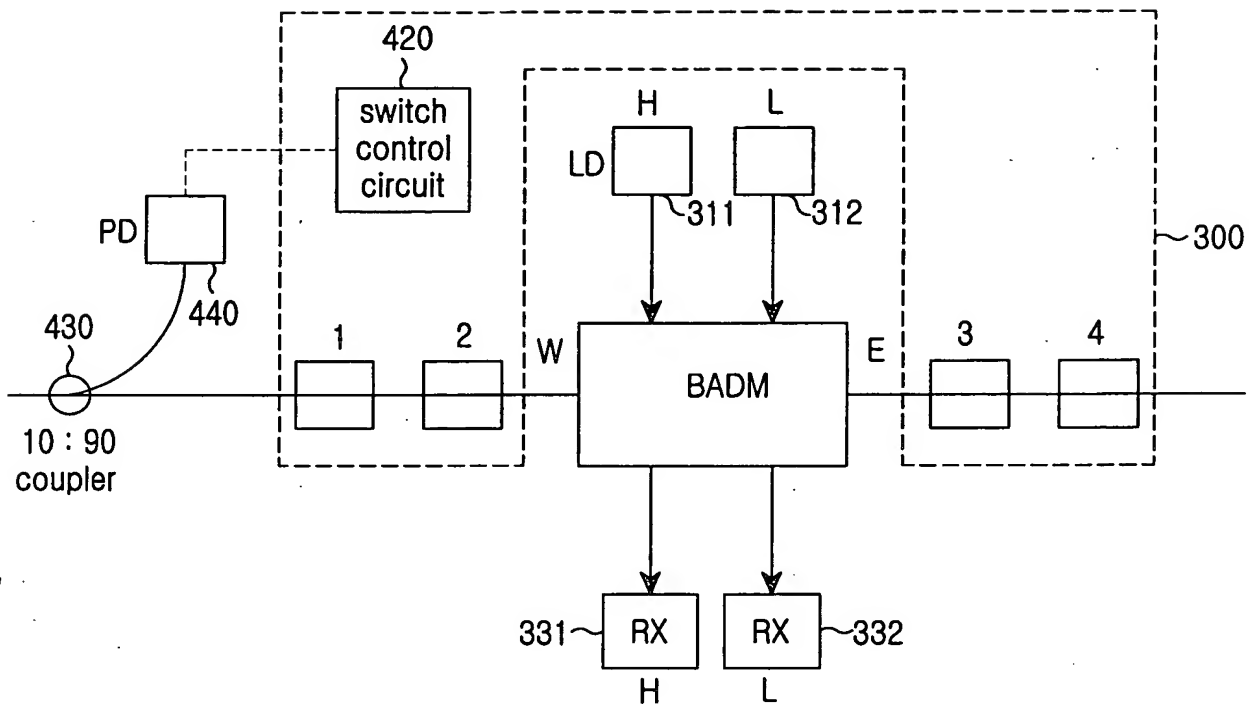 420
switch
control
circuit
H
L
LD
311
312
PD
440
300
430
1
2
W
BADM
E
3
4
10 : 90
coupler
331
RX
RX
332
H
L